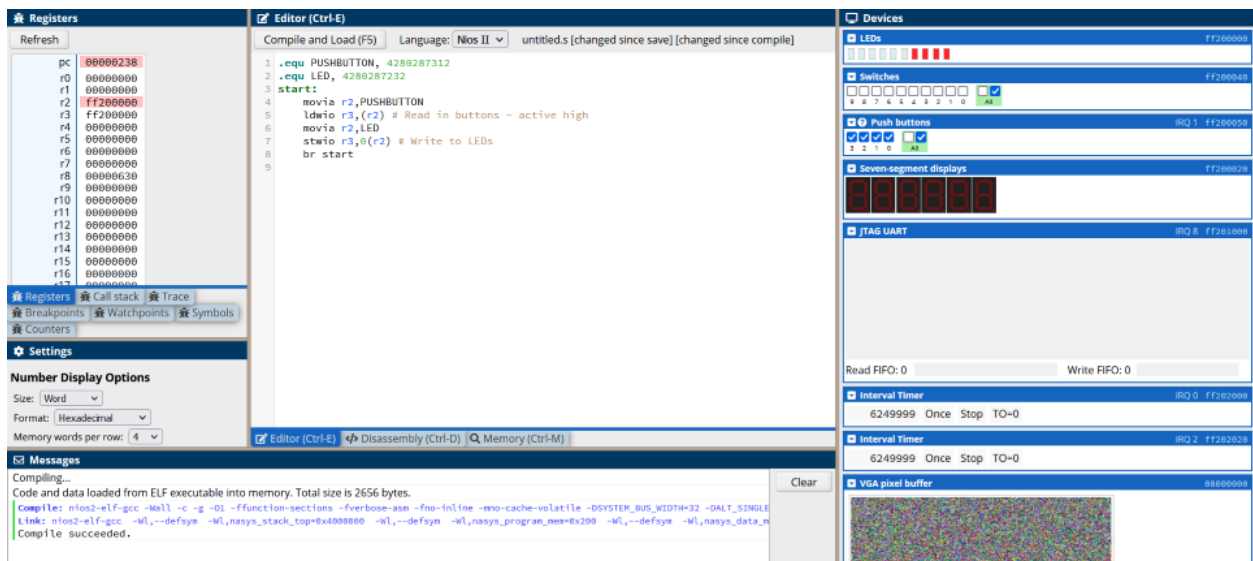 Registers
Refresh
pc 00000238
r0 00000000
r1 00000000
r2 ff200000
r3 ff200000
r4 00000000
r5 00000000
r6 00000000
r7 00000000
r8 00000630
r9 00000000
r10 00000000
r11 00000000
r12 00000000
r13 00000000
r14 00000000
r15 00000000
r16 00000000
r17 00000000
Registers Call stack Trace
Breakpoints Watchpoints Symbols
Counters
Settings
Number Display Options
Size: Word
Format: Hexadecimal
Memory words per row: 4
Editor (Ctrl-E)
Compile and Load (F5) Language: Nios II untitled.s [changed since save] [changed since compile]
1 .equ PUSHBUTTON, 4280287312
2 .equ LED, 4280287232
3 start:
4 movia r2,PUSHBUTTON
5 ldwio r3,(r2) # Read in buttons - active high
6 movia r2,LED
7 stwio r3,0(r2) # Write to LEDs
8 br start
9
Editor (Ctrl-E) Disassembly (Ctrl-D) Memory (Ctrl-M)
Messages
Compiling...
Code and data loaded from ELF executable into memory. Total size is 2656 bytes.
Compile: nios2-elf-gcc -Wall -c -g -O1 -ffunction-sections -fverbose-asm -fno-inline -mno-cache-volatile -DSYSTEM_BUS_WIDTH=32 -DALT_SINGLE
Link: nios2-elf-gcc -Wl,--defsym -Wl,nasys_stack_top=0x4000000 -Wl,--defsym -Wl,nasys_program_mem=0x200 -Wl,--defsym -Wl,nasys_data_m
Compile succeeded.
Clear
Devices
LEDs ff200000
Switches ff200040
9 8 7 6 5 4 3 2 1 0 All
Push buttons IRQ 1 ff200050
3 2 1 0 All
Seven-segment displays ff200020
JTAG UART IRQ 8 ff201000
Read FIFO: 0 Write FIFO: 0
Interval Timer IRQ 0 ff202000
6249999 Once Stop TO=0
Interval Timer IRQ 2 ff202020
6249999 Once Stop TO=0
VGA pixel buffer 08000000